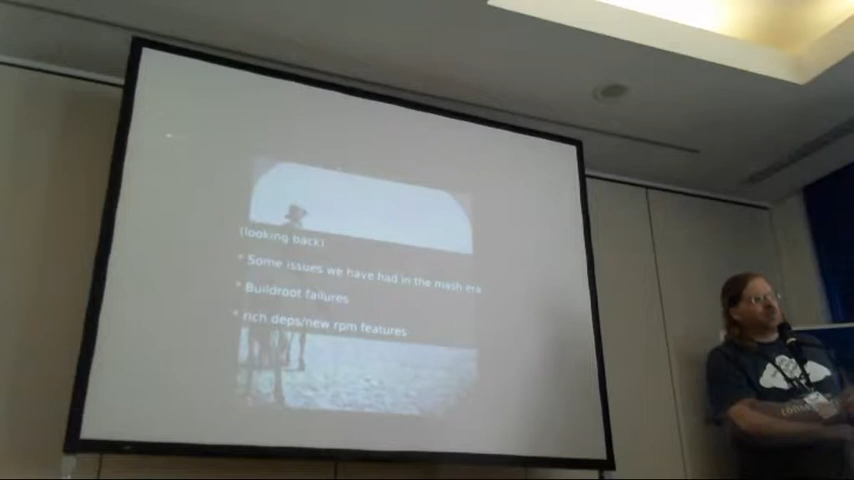 (looking back)
* Some issues we have had in the mash era
* Buildroot failures
* rich deps/new rpm features